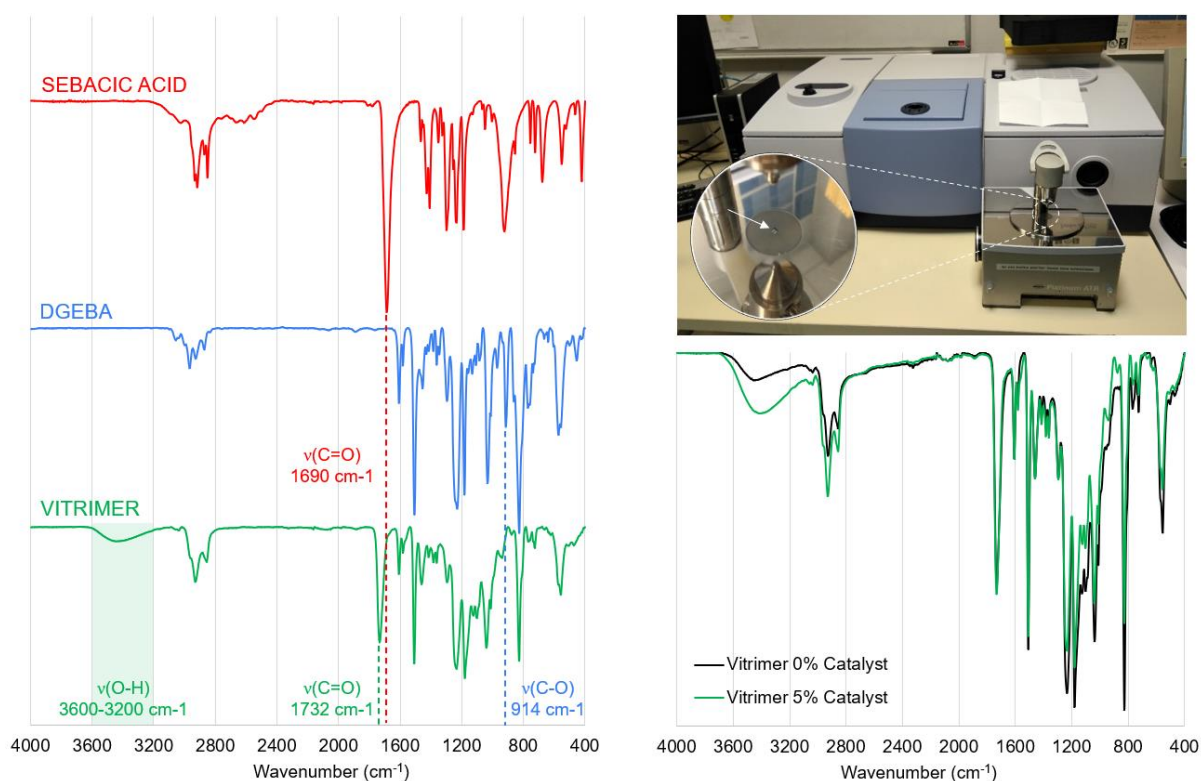 SEBACIC ACID
DGEBA
ν(C=O)
1690 cm-1
VITRIMER
ν(O-H)
3600-3200 cm-1
ν(C=O)
1732 cm-1
ν(C-O)
914 cm-1
4000 3600 3200 2800 2400 2000 1600 1200 800 400
Wavenumber (cm⁻¹)
Platinum ATR
Vitrimer 0% Catalyst
Vitrimer 5% Catalyst
4000 3600 3200 2800 2400 2000 1600 1200 800 400
Wavenumber (cm⁻¹)